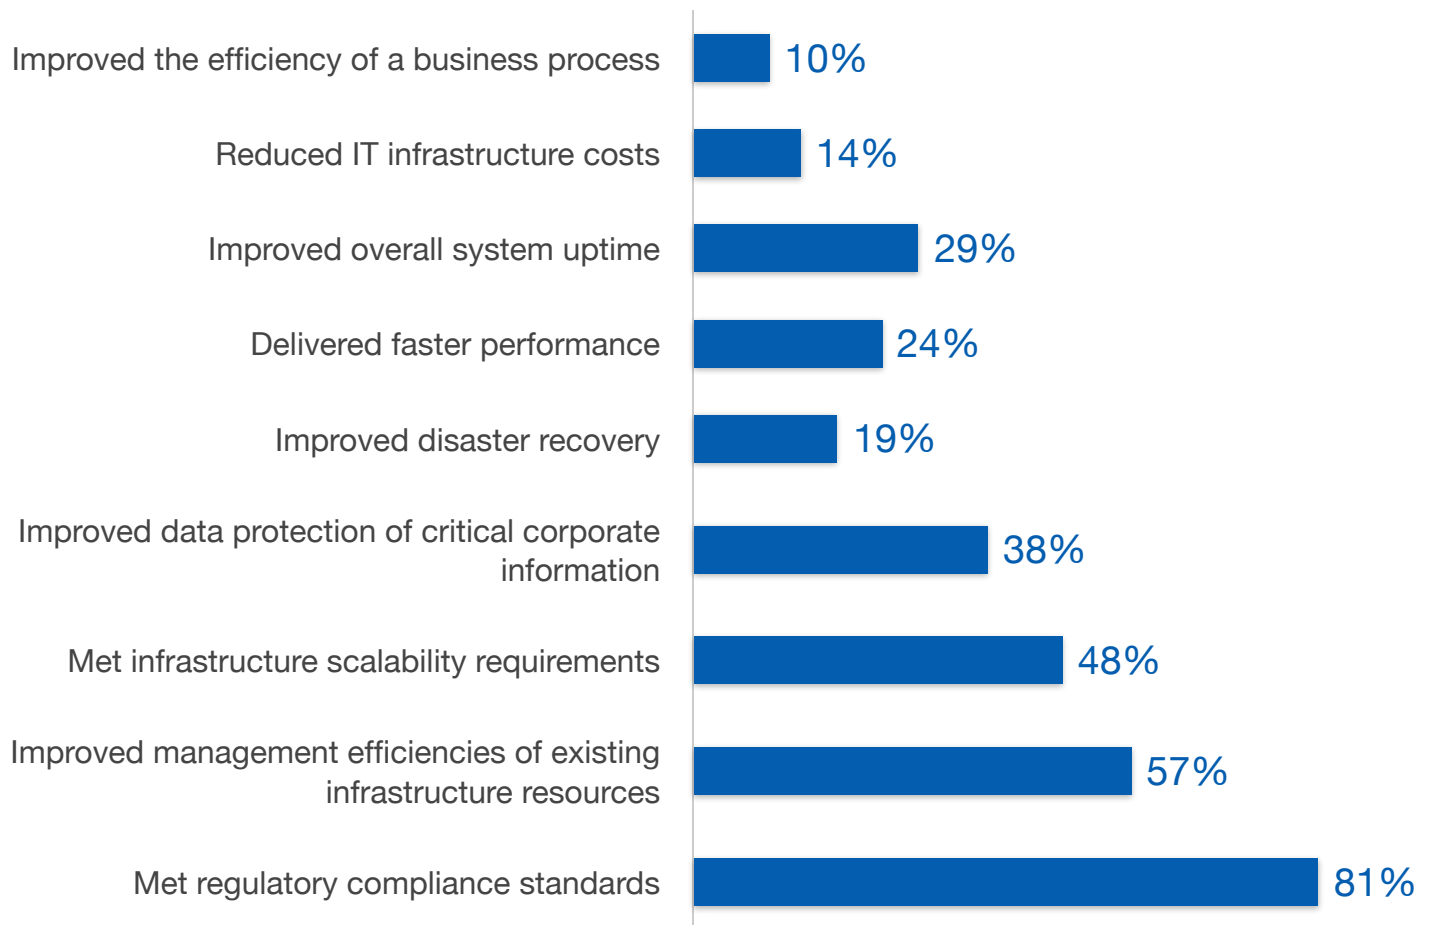 Improved the efficiency of a business process 10%
Reduced IT infrastructure costs 14%
Improved overall system uptime 29%
Delivered faster performance 24%
Improved disaster recovery 19%
Improved data protection of critical corporate
information 38%
Met infrastructure scalability requirements 48%
Improved management efficiencies of existing
infrastructure resources 57%
Met regulatory compliance standards 81%